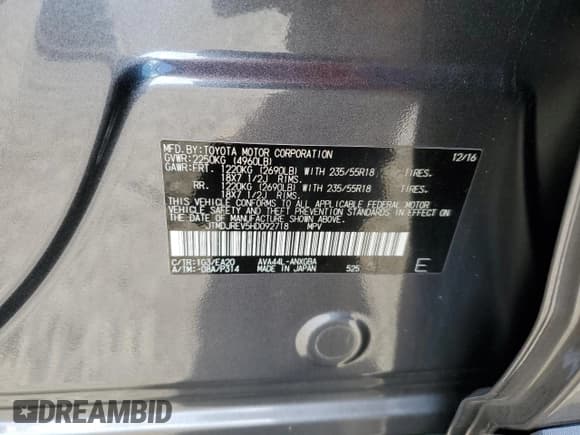 MFD.BY:TOYOTA MOTOR CORPORATION 12/16
GVWR:2250KG (4960LB)
GAWR:FRT. 1220KG (2690LB) WITH 235/55R18 TIRES.
18X7 1/2J RIMS.
RR. 1220KG (2690LB) WITH 235/55R18 TIRES.
18X7 1/2J RIMS.
THIS VEHICLE CONFORMS TO ALL APPLICABLE FEDERAL MOTOR
VEHICLE SAFETY AND THEFT PREVENTION STANDARDS IN EFFECT ON
THE DATE OF MANUFACTURE SHOWN ABOVE.
JTMDJREV5HD092718 MPV
C/TR:1G3/EA20 AVA44L-ANXGBA
A/TM:-08A/P314 MADE IN JAPAN 525 E
DREAMBID